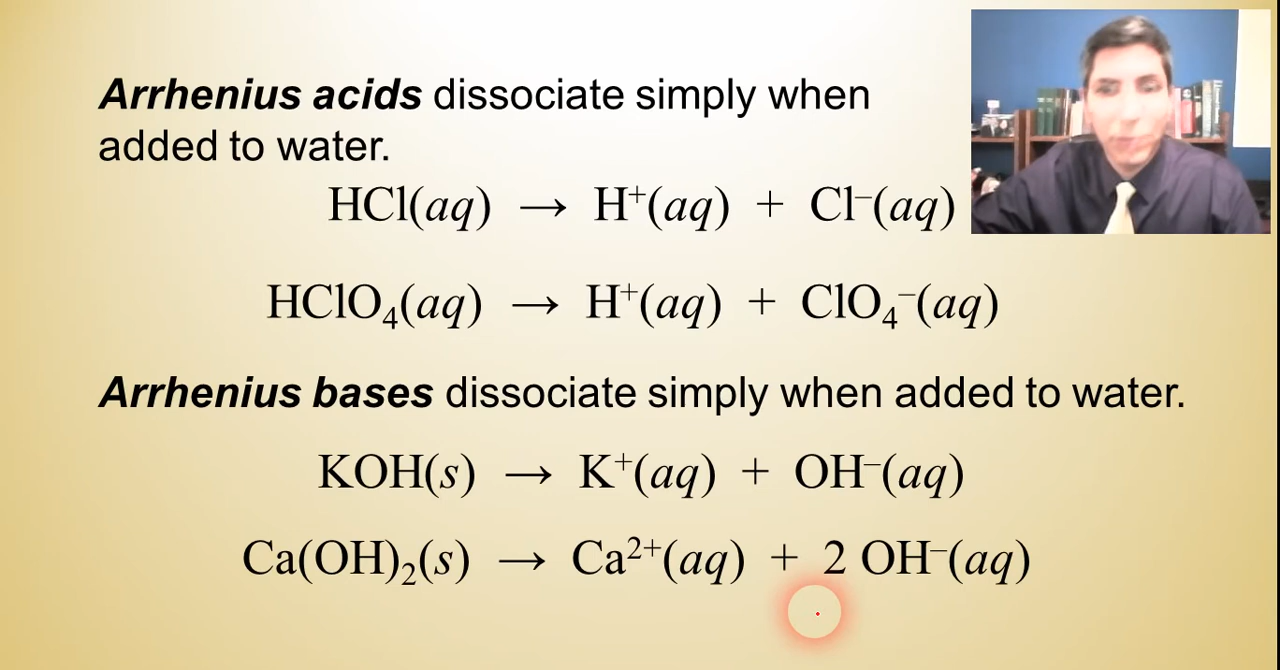 Arrhenius acids dissociate simply when
added to water.
HCl(aq) → H⁺(aq) + Cl⁻(aq)
HClO₄(aq) → H⁺(aq) + ClO₄⁻(aq)
Arrhenius bases dissociate simply when added to water.
KOH(s) → K⁺(aq) + OH⁻(aq)
Ca(OH)₂(s) → Ca²⁺(aq) + 2 OH⁻(aq)